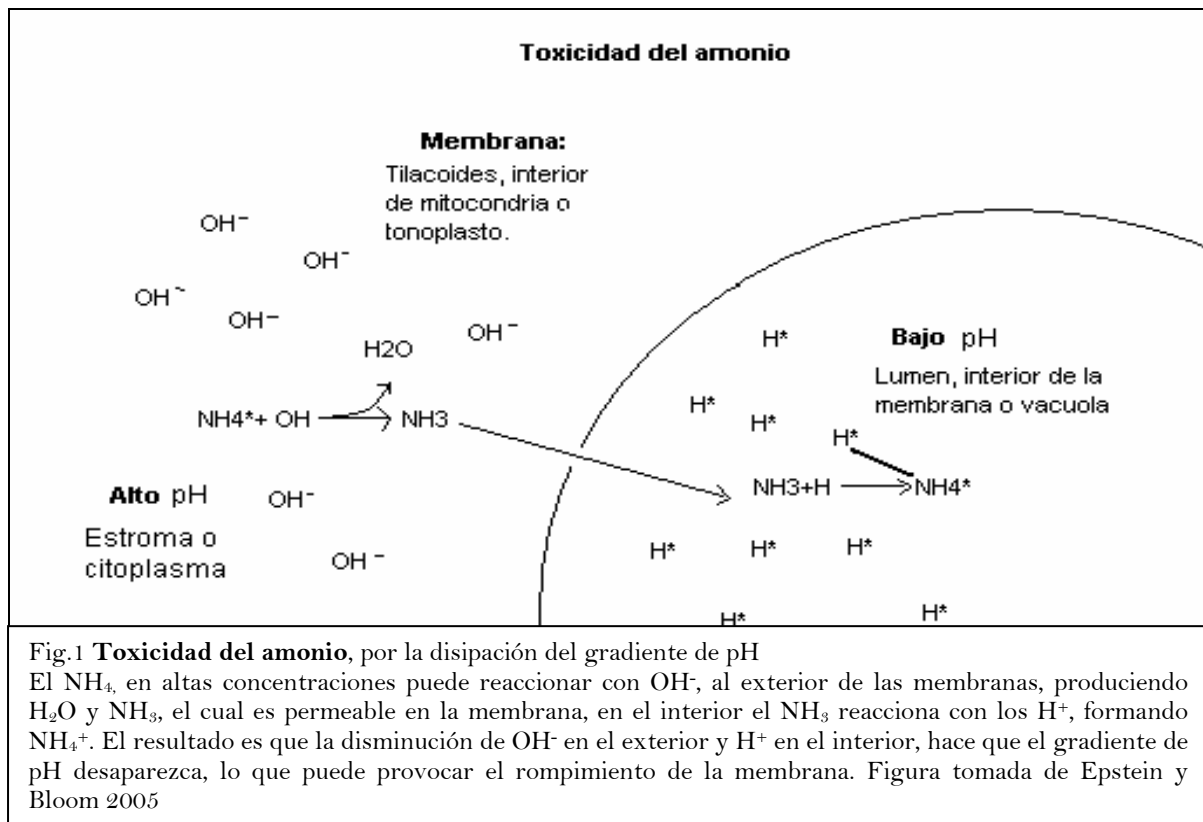 Toxicidad del amonio
Membrana:
Tilacoides, interior
de mitocondria o
tonoplasto.
OH⁻
OH⁻
OH˜
OH⁻
OH⁻
H2O
NH4*+ OH
NH3
Alto pH
OH⁻
Estroma o
citoplasma
OH⁻
H*
Bajo pH
Lumen, interior de la
membrana o vacuola
H*
H*
H*
NH3+H
NH4*
H*
H*
H*
H*
H*
Fig.1 Toxicidad del amonio, por la disipación del gradiente de pH
El NH₄, en altas concentraciones puede reaccionar con OH⁻, al exterior de las membranas, produciendo
H₂O y NH₃, el cual es permeable en la membrana, en el interior el NH₃ reacciona con los H⁺, formando
NH₄⁺. El resultado es que la disminución de OH⁻ en el exterior y H⁺ en el interior, hace que el gradiente de
pH desaparezca, lo que puede provocar el rompimiento de la membrana. Figura tomada de Epstein y
Bloom 2005